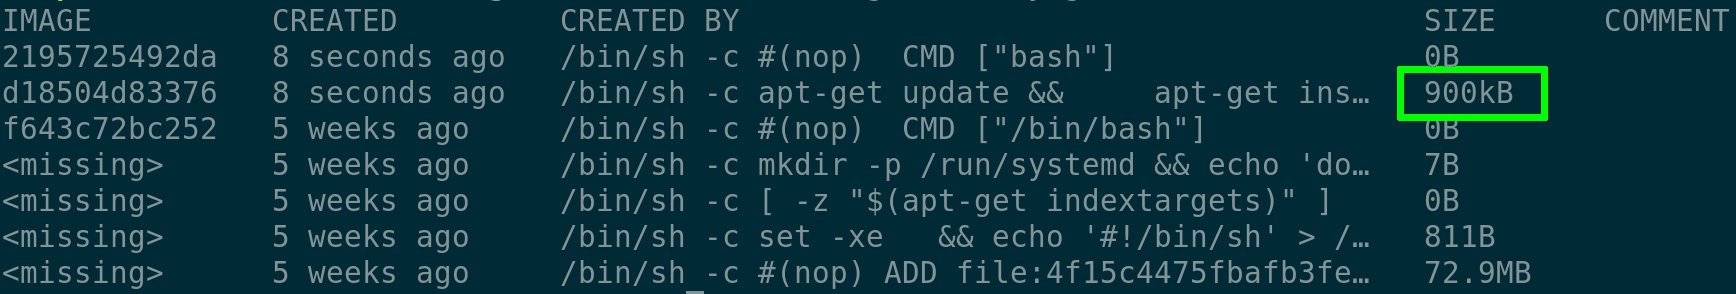 IMAGE CREATED CREATED BY SIZE COMMENT
2195725492da 8 seconds ago /bin/sh -c #(nop) CMD ["bash"] 0B
d18504d83376 8 seconds ago /bin/sh -c apt-get update && apt-get ins… 900kB
f643c72bc252 5 weeks ago /bin/sh -c #(nop) CMD ["/bin/bash"] 0B
<missing> 5 weeks ago /bin/sh -c mkdir -p /run/systemd && echo 'do… 7B
<missing> 5 weeks ago /bin/sh -c [ -z "$(apt-get indextargets)" ] 0B
<missing> 5 weeks ago /bin/sh -c set -xe && echo '#!/bin/sh' > /… 811B
<missing> 5 weeks ago /bin/sh -c #(nop) ADD file:4f15c4475fbafb3fe… 72.9MB